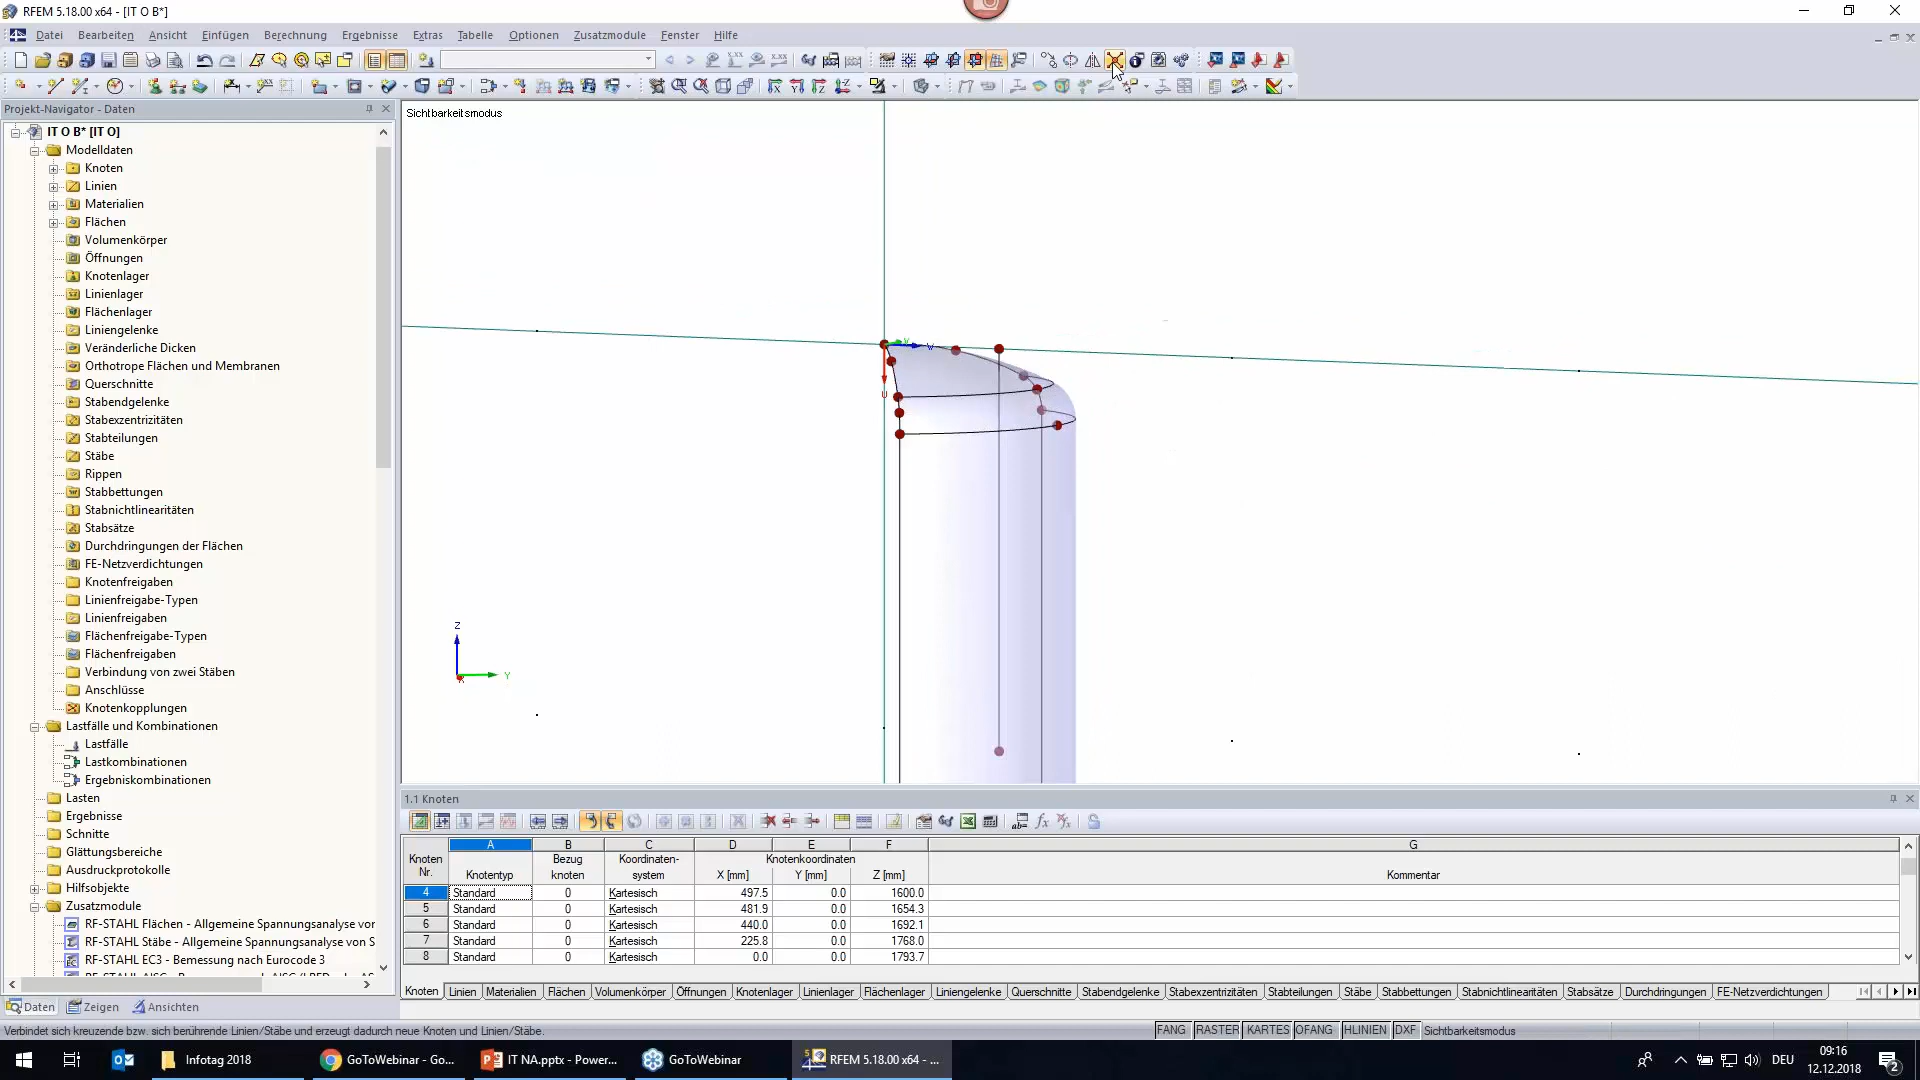 RFEM 5.18.00 x64 - [IT O B*]
Datei Bearbeiten Ansicht Einfügen Berechnung Ergebnisse Extras Tabelle Optionen Zusatzmodule Fenster Hilfe
Projekt-Navigator - Daten
IT O B* [IT O]
Modelldaten
Knoten
Linien
Materialien
Flächen
Volumenkörper
Öffnungen
Knotenlager
Linienlager
Flächenlager
Liniengelenke
Veränderliche Dicken
Orthotrope Flächen und Membranen
Querschnitte
Stabendgelenke
Stabexzentrizitäten
Stabteilungen
Stäbe
Rippen
Stabbettungen
Stabnichtlinearitäten
Stabsätze
Durchdringungen der Flächen
FE-Netzverdichtungen
Knotenfreigaben
Linienfreigabe-Typen
Linienfreigaben
Flächenfreigabe-Typen
Flächenfreigaben
Verbindung von zwei Stäben
Anschlüsse
Knotenkopplungen
Lastfälle und Kombinationen
Lastfälle
Lastkombinationen
Ergebniskombinationen
Lasten
Ergebnisse
Schnitte
Glättungsbereiche
Ausdruckprotokolle
Hilfsobjekte
Zusatzmodule
RF-STAHL Flächen - Allgemeine Spannungsanalyse vor
RF-STAHL Stäbe - Allgemeine Spannungsanalyse von S
RF-STAHL EC3 - Bemessung nach Eurocode 3
Daten Zeigen Ansichten
Sichtbarkeitsmodus
W
U
Z
Y
1.1 Knoten
A B C D E F G
Knoten Nr. Knotentyp Bezug knoten Koordinaten- system Knotenkoordinaten X [mm] Y [mm] Z [mm] Kommentar
4 Standard 0 Kartesisch 497.5 0.0 1600.0
5 Standard 0 Kartesisch 481.9 0.0 1654.3
6 Standard 0 Kartesisch 440.0 0.0 1692.1
7 Standard 0 Kartesisch 225.8 0.0 1768.0
8 Standard 0 Kartesisch 0.0 0.0 1793.7
Knoten Linien Materialien Flächen Volumenkörper Öffnungen Knotenlager Linienlager Flächenlager Liniengelenke Querschnitte Stabendgelenke Stabexzentrizitäten Stabteilungen Stäbe Stabbettungen Stabnichtlinearitäten Stabsätze Durchdringungen FE-Netzverdichtungen
Verbindet sich kreuzende bzw. sich berührende Linien/Stäbe und erzeugt dadurch neue Knoten und Linien/Stäbe.
FANG RASTER KARTES OFANG HLINIEN DXF Sichtbarkeitsmodus
Infotag 2018 GoToWebinar - Go... IT NA.pptx - Power... GoToWebinar RFEM 5.18.00 x64 - ...
DEU
09:16
12.12.2018
2